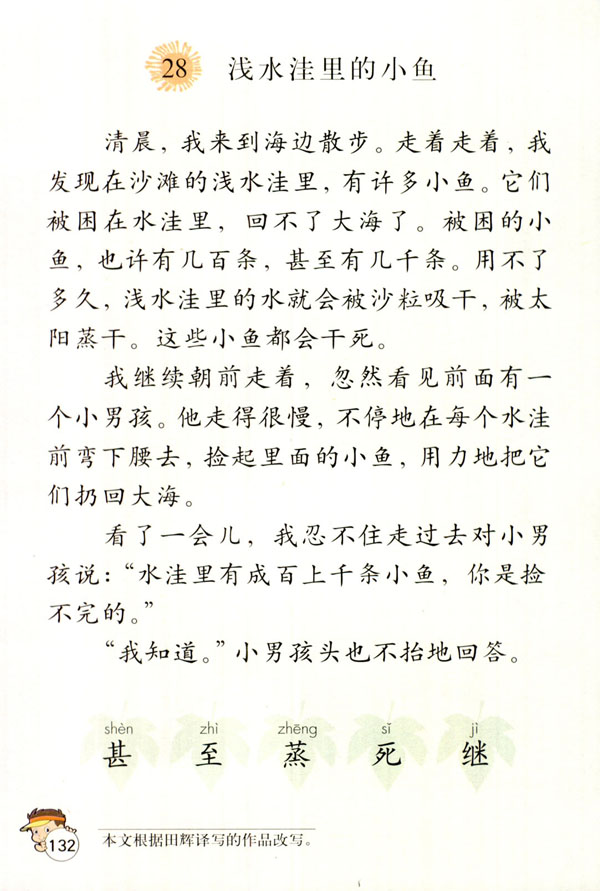 28 浅水洼里的小鱼
清晨，我来到海边散步。走着走着，我
发现在沙滩的浅水洼里，有许多小鱼。它们
被困在水洼里，回不了大海了。被困的小
鱼，也许有几百条，甚至有几千条。用不了
多久，浅水洼里的水就会被沙粒吸干，被太
阳蒸干。这些小鱼都会干死。
我继续朝前走着，忽然看见前面有一
个小男孩。他走得很慢，不停地在每个水洼
前弯下腰去，捡起里面的小鱼，用力地把它
们扔回大海。
看了一会儿，我忍不住走过去对小男
孩说：“水洼里有成百上千条小鱼，你是捡
不完的。”
“我知道。”小男孩头也不抬地回答。
shèn zhì zhēng sǐ jì
甚 至 蒸 死 继
132 本文根据田辉译写的作品改写。